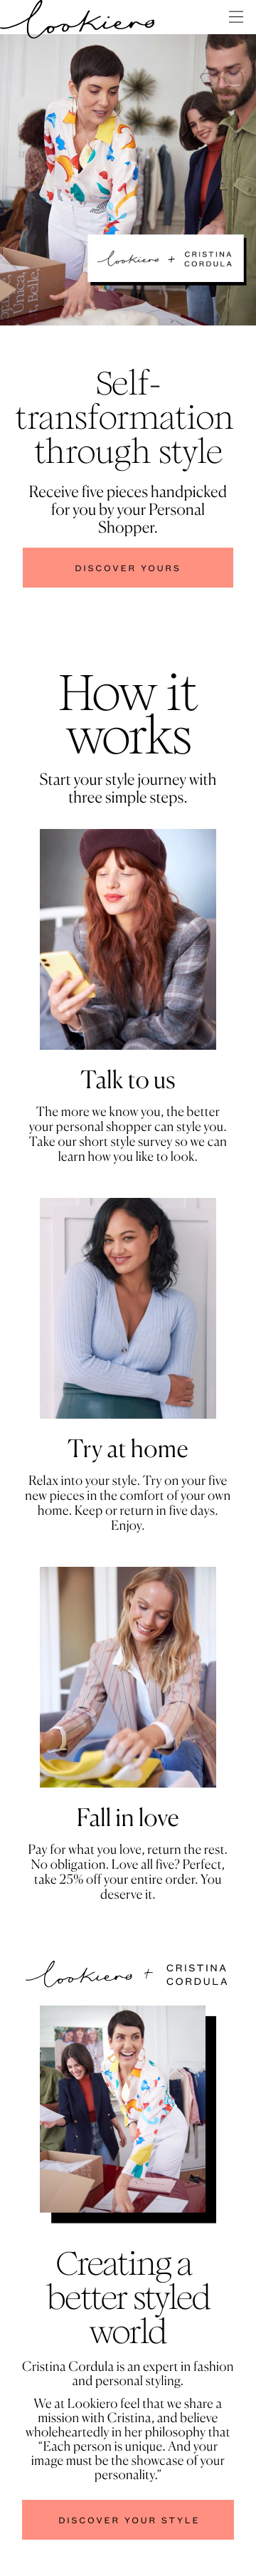 lookiero
lookiero + CRISTINA
CORDULA
Unica,
Belle,
Self-
transformation
through style
Receive five pieces handpicked
for you by your Personal
Shopper.
DISCOVER YOURS
How it
works
Start your style journey with
three simple steps.
Talk to us
The more we know you, the better
your personal shopper can style you.
Take our short style survey so we can
learn how you like to look.
Try at home
Relax into your style. Try on your five
new pieces in the comfort of your own
home. Keep or return in five days.
Enjoy.
Fall in love
Pay for what you love, return the rest.
No obligation. Love all five? Perfect,
take 25% off your entire order. You
deserve it.
lookiero + CRISTINA
CORDULA
Creating a
better styled
world
Cristina Cordula is an expert in fashion
and personal styling.
We at Lookiero feel that we share a
mission with Cristina, and believe
wholeheartedly in her philosophy that
“Each person is unique. And your
image must be the showcase of your
personality.”
DISCOVER YOUR STYLE